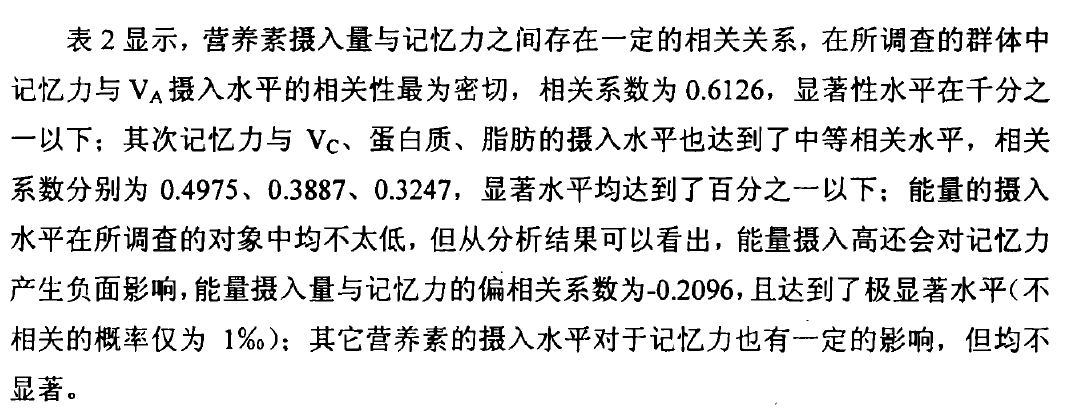 表 2 显示，营养素摄入量与记忆力之间存在一定的相关关系，在所调查的群体中
记忆力与 VA 摄入水平的相关性最为密切，相关系数为 0.6126，显著性水平在千分之
一以下；其次记忆力与 VC、蛋白质、脂肪的摄入水平也达到了中等相关水平，相关
系数分别为 0.4975、0.3887、0.3247，显著水平均达到了百分之一以下；能量的摄入
水平在所调查的对象中均不太低，但从分析结果可以看出，能量摄入高还会对记忆力
产生负面影响，能量摄入量与记忆力的偏相关系数为-0.2096，且达到了极显著水平（不
相关的概率仅为 1‰）；其它营养素的摄入水平对于记忆力也有一定的影响，但均不
显著。